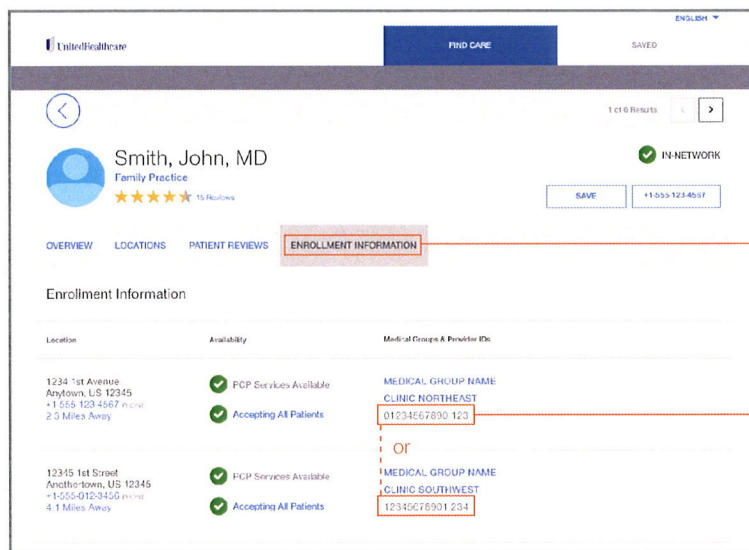 ENGLISH
UnitedHealthcare
FIND CARE
SAVED
1 of 6 Results
Smith, John, MD
IN-NETWORK
Family Practice
15 Reviews
SAVE
+1-555-123-4567
OVERVIEW LOCATIONS PATIENT REVIEWS ENROLLMENT INFORMATION
Enrollment Information
Location Availability Medical Groups & Provider IDs
1234 1st Avenue
Anytown, US 12345
+1-555-123-4567 PHONE
2.3 Miles Away
PCP Services Available
Accepting All Patients
MEDICAL GROUP NAME
CLINIC NORTHEAST
01234567890 123
or
12345 1st Street
Anothertown, US 12345
+1-555-012-3456 PHONE
4.1 Miles Away
PCP Services Available
Accepting All Patients
MEDICAL GROUP NAME
CLINIC SOUTHWEST
12345678901 234